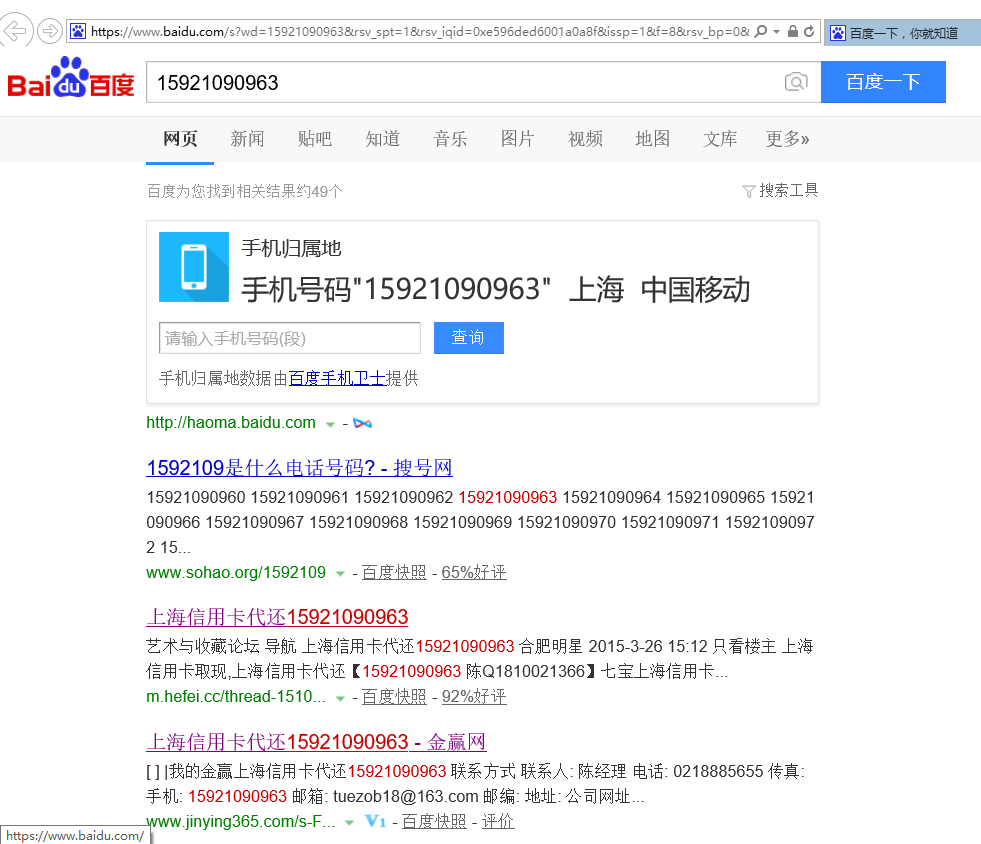 https://www.baidu.com/s?wd=15921090963&rsv_spt=1&rsv_iqid=0xe596ded6001a0a8f&issp=1&f=8&rsv_bp=0&
百度一下，你就知道
Bai du 百度
15921090963
百度一下
网页 新闻 贴吧 知道 音乐 图片 视频 地图 文库 更多»
百度为您找到相关结果约49个
搜索工具
手机归属地
手机号码"15921090963" 上海 中国移动
请输入手机号码(段)
查询
手机归属地数据由百度手机卫士提供
http://haoma.baidu.com -
1592109是什么电话号码? - 搜号网
15921090960 15921090961 15921090962 15921090963 15921090964 15921090965 15921
090966 15921090967 15921090968 15921090969 15921090970 15921090971 1592109097
2 15...
www.sohao.org/1592109 - 百度快照 - 65%好评
上海信用卡代还15921090963
艺术与收藏论坛 导航 上海信用卡代还15921090963 合肥明星 2015-3-26 15:12 只看楼主 上海
信用卡取现,上海信用卡代还【15921090963 陈Q1810021366】七宝上海信用卡...
m.hefei.cc/thread-1510... - 百度快照 - 92%好评
上海信用卡代还15921090963 - 金赢网
[ ] |我的金赢上海信用卡代还15921090963 联系方式 联系人: 陈经理 电话: 0218885655 传真:
手机: 15921090963 邮箱: tuezob18@163.com 邮编: 地址: 公司网址...
www.jinying365.com/s-F... V1 - 百度快照 - 评价
https://www.baidu.com/